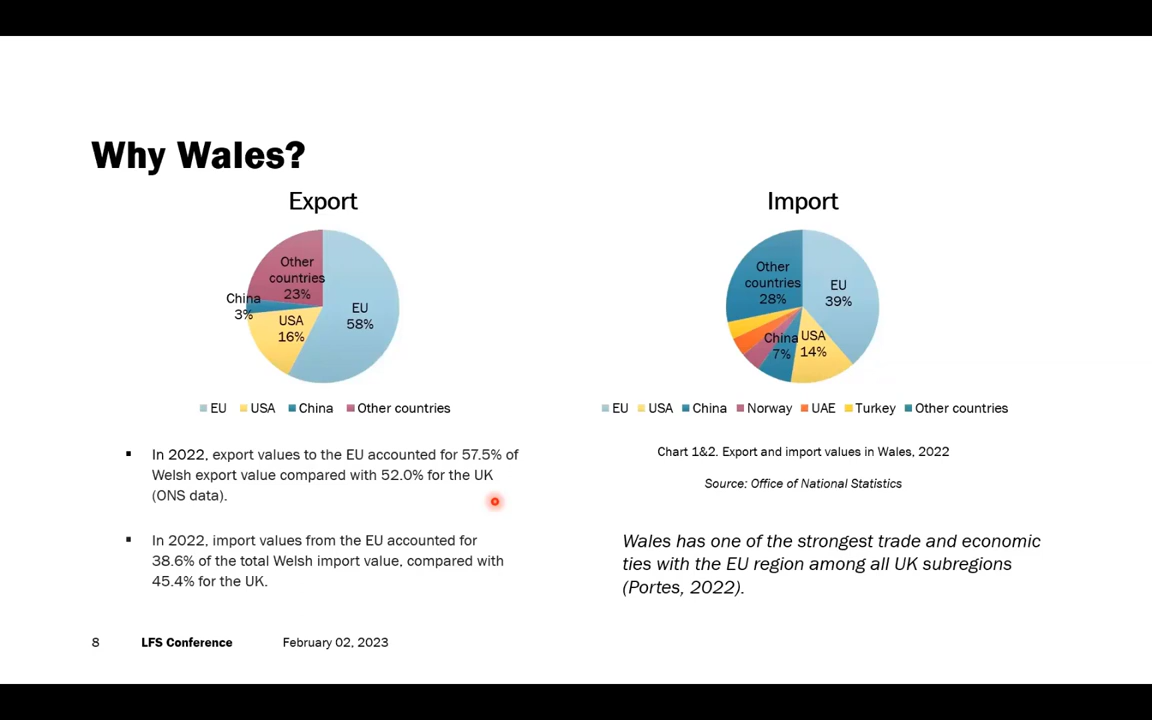 Why Wales?
Export
Other
countries
23%
China
3%
USA
16%
EU
58%
EU USA China Other countries
Import
Other
countries
28%
EU
39%
China
7%
USA
14%
EU USA China Norway UAE Turkey Other countries
In 2022, export values to the EU accounted for 57.5% of
Welsh export value compared with 52.0% for the UK
(ONS data).
In 2022, import values from the EU accounted for
38.6% of the total Welsh import value, compared with
45.4% for the UK.
Chart 1&2. Export and import values in Wales, 2022
Source: Office of National Statistics
Wales has one of the strongest trade and economic
ties with the EU region among all UK subregions
(Portes, 2022).
8 LFS Conference February 02, 2023